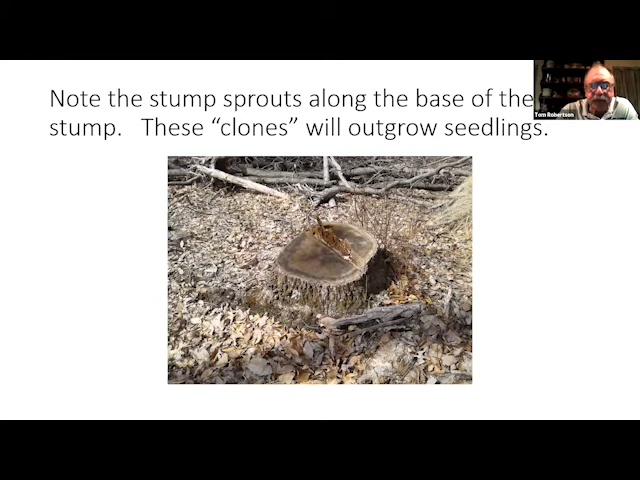 Note the stump sprouts along the base of the
stump. These “clones” will outgrow seedlings.
Tom Robertson